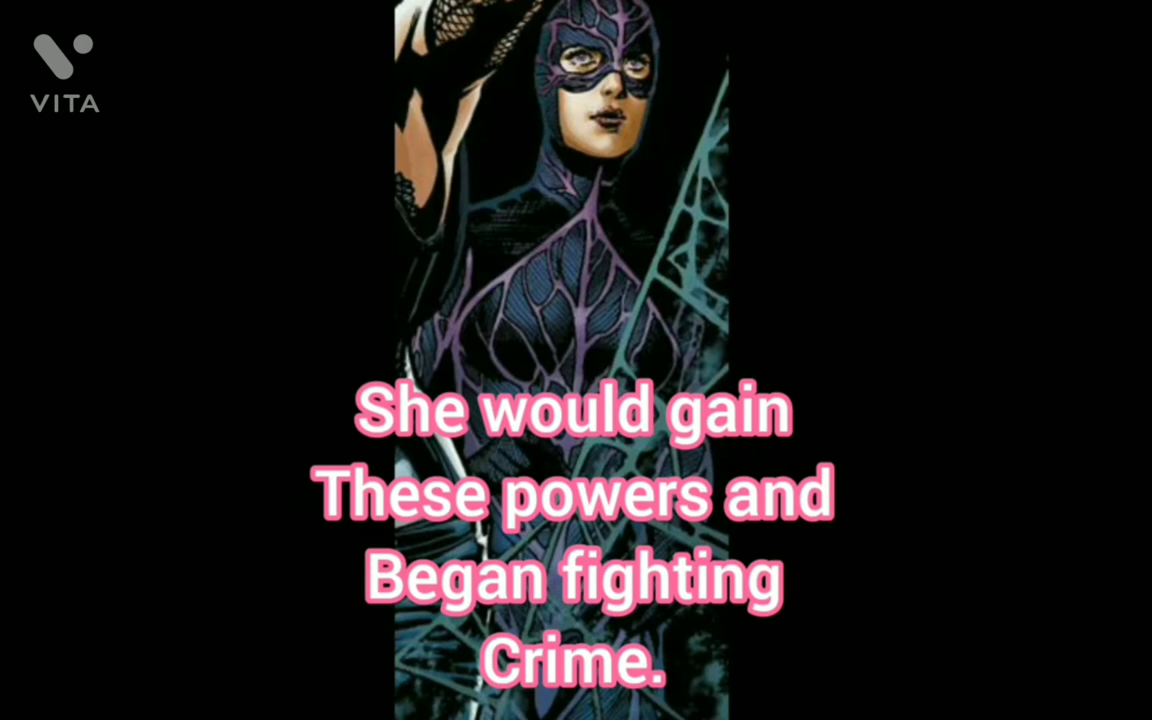 VITA
She would gain
These powers and
Began fighting
Crime.